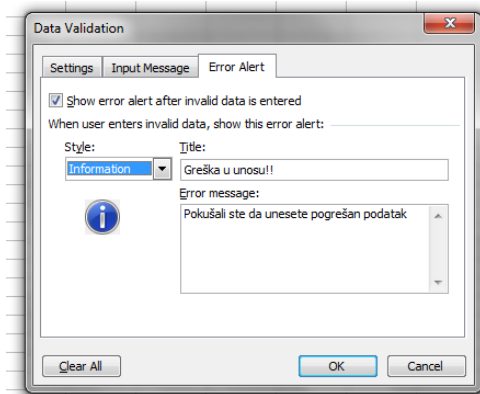 Data Validation
Settings Input Message Error Alert
Show error alert after invalid data is entered
When user enters invalid data, show this error alert:
Style: Title:
Information Greška u unosu!!
Error message:
Pokušali ste da unesete pogrešan podatak
Clear All OK Cancel